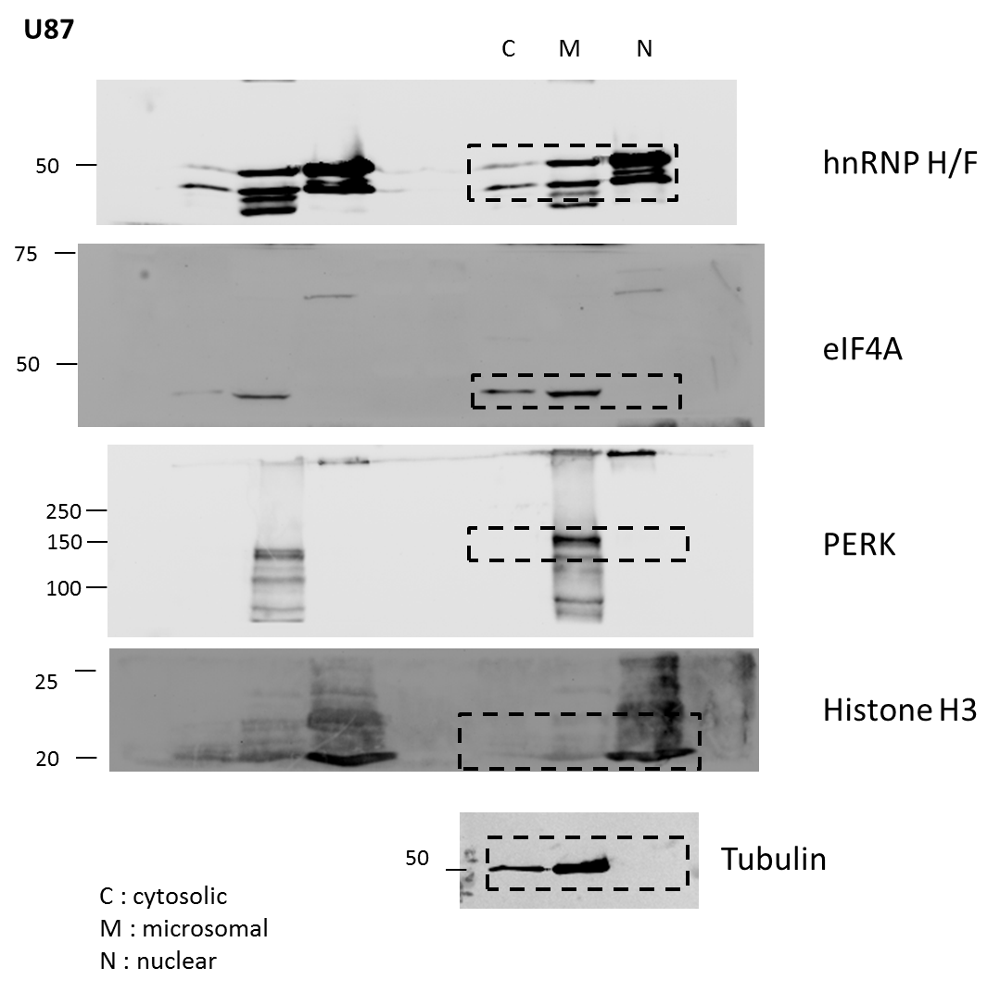 U87
C M N
50
hnRNP H/F
75
50
eIF4A
250
150
100
PERK
25
20
Histone H3
50
Tubulin
C : cytosolic
M : microsomal
N : nuclear